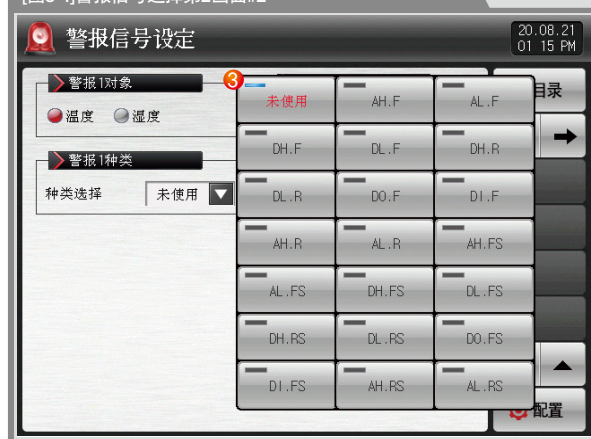 警报信号设定
20.08.21
01 15 PM
警报1对象
温度 湿度
警报1种类
种类选择 未使用
3
未使用 AH.F AL.F
DH.F DL.F DH.R
DL.R DO.F DI.F
AH.R AL.R AH.FS
AL.FS DH.FS DL.FS
DH.RS DL.RS DO.FS
DI.FS AH.RS AL.RS
目录
配置